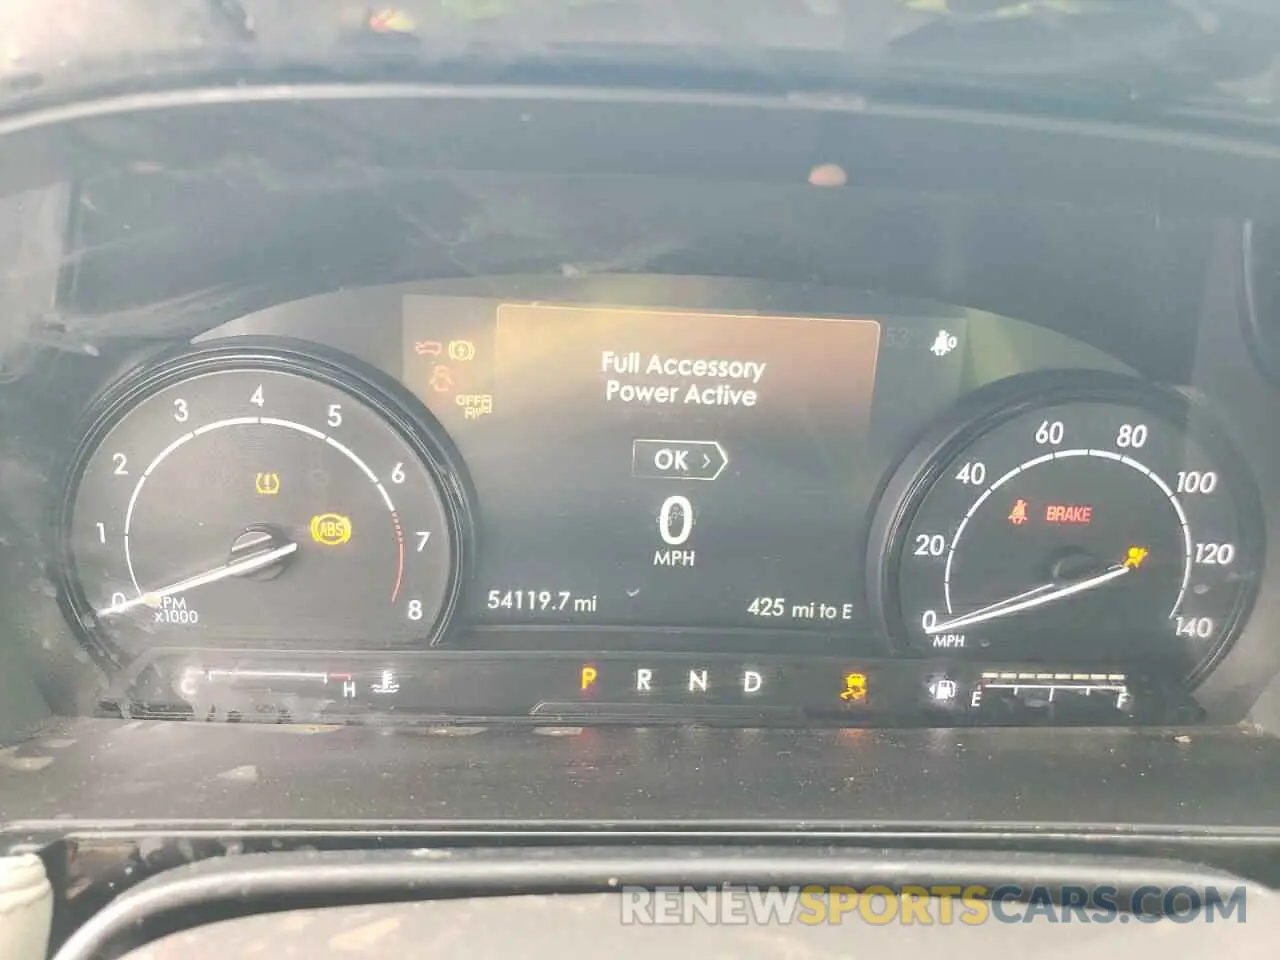 Full Accessory
Power Active
OK >
0
MPH
54119.7 mi
425 mi to E
OFF
ABS
0 1 2 3 4 5 6 7 8
RPM
x1000
BRAKE
0 20 40 60 80 100 120 140
MPH
C H
P R N D
E F
RENEWSPORTSCARS.COM